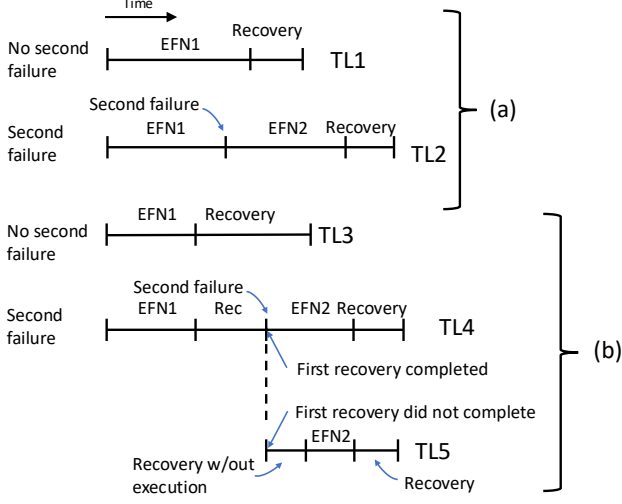 Time
No second
failure
EFN1
Recovery
TL1
(a)
Second failure
Second
failure
EFN1
EFN2
Recovery
TL2
No second
failure
EFN1
Recovery
TL3
Second failure
Second
failure
EFN1
Rec
EFN2
Recovery
TL4
(b)
First recovery completed
First recovery did not complete
EFN2
TL5
Recovery w/out
execution
Recovery